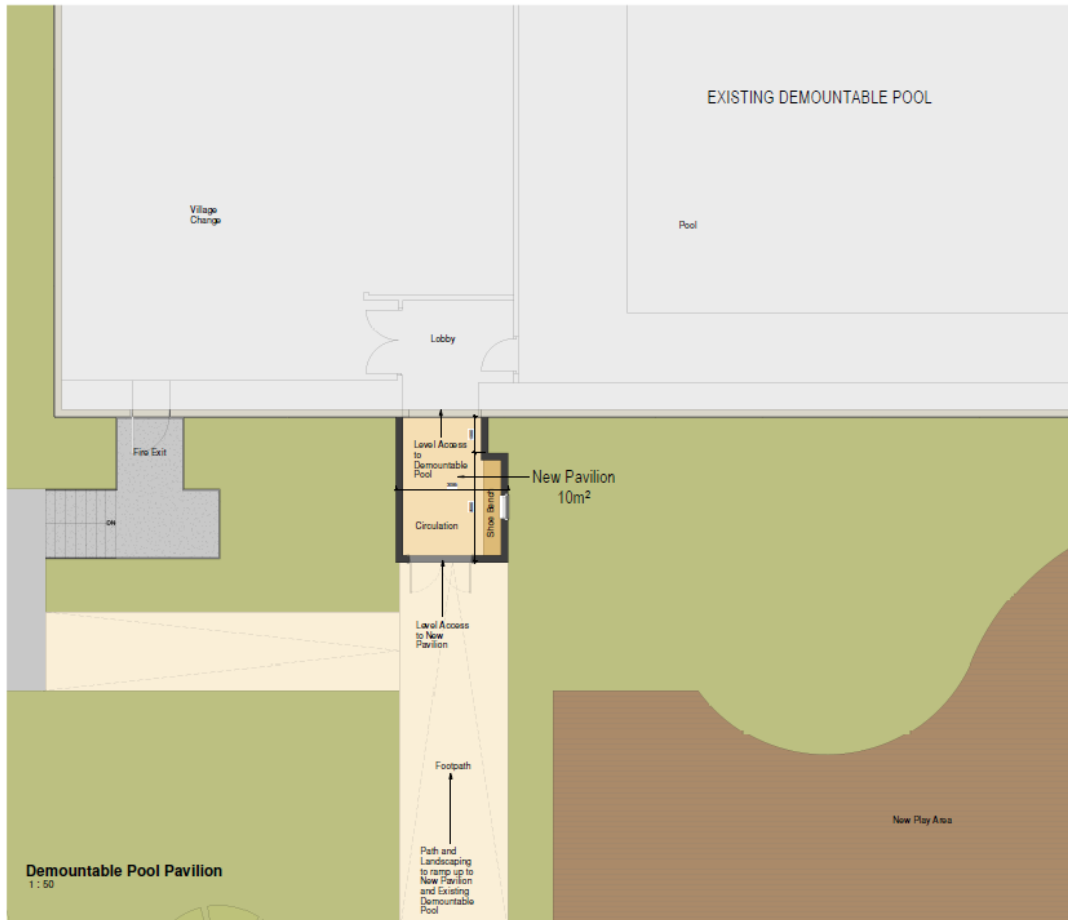 EXISTING DEMOUNTABLE POOL
Village
Change
Pool
Lobby
Fire Exit
Level Access
to
Demountable
Pool
New Pavilion
10m²
Shoe Bench
DN
Circulation
Level Access
to New
Pavilion
Footpath
New Play Area
Path and
Landscaping
to ramp up to
New Pavilion
and Existing
Demountable
Pool
Demountable Pool Pavilion
1 : 50